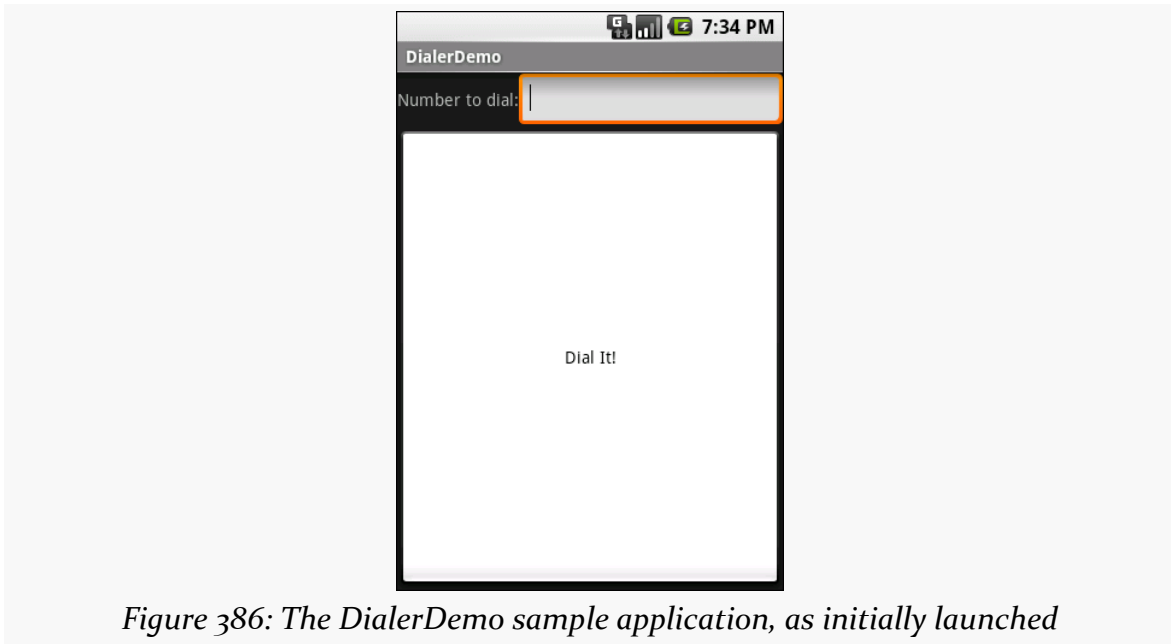 G 7:34 PM
DialerDemo
Number to dial:
Dial It!
Figure 386: The DialerDemo sample application, as initially launched